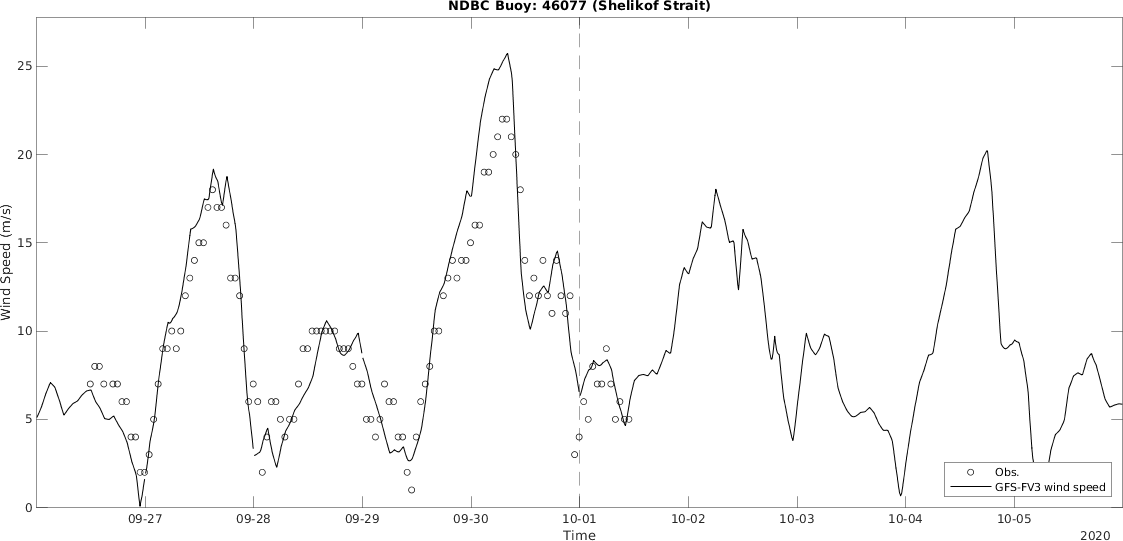 NDBC Buoy: 46077 (Shelikof Strait)
25
20
15
10
5
0
Wind Speed (m/s)
Obs.
GFS-FV3 wind speed
09-27 09-28 09-29 09-30 10-01 10-02 10-03 10-04 10-05
Time
2020